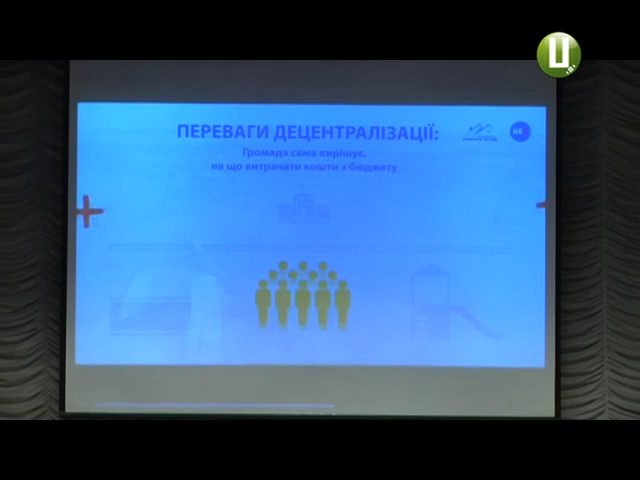 Ц
ПЕРЕВАГИ ДЕЦЕНТРАЛІЗАЦІЇ:
Громада сама вирішує,
на що витрачати кошти з бюджету